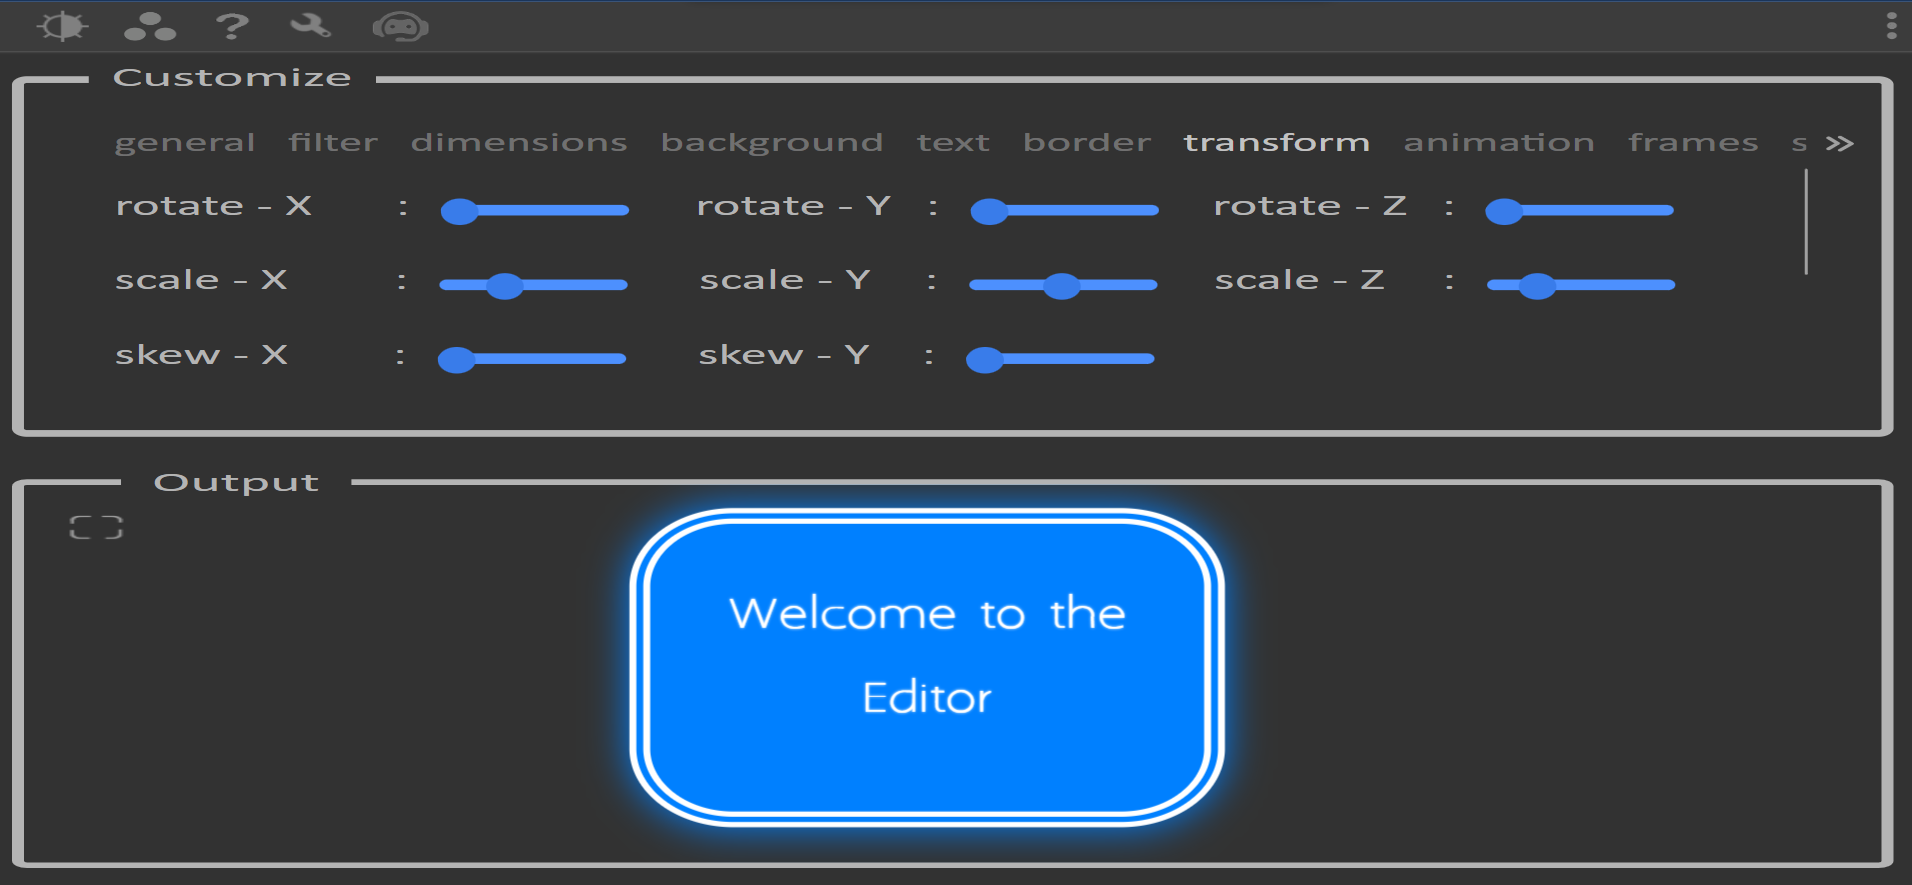 Customize
general filter dimensions background text border transform animation frames s »
rotate - X : rotate - Y : rotate - Z :
scale - X : scale - Y : scale - Z :
skew - X : skew - Y :
Output
Welcome to the
Editor